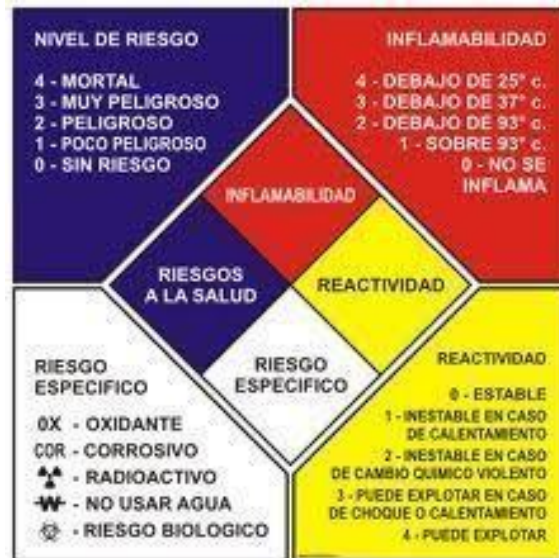 NIVEL DE RIESGO
4 - MORTAL
3 - MUY PELIGROSO
2 - PELIGROSO
1 - POCO PELIGROSO
0 - SIN RIESGO
INFLAMABILIDAD
4 - DEBAJO DE 25° c.
3 - DEBAJO DE 37° c.
2 - DEBAJO DE 93° c.
1 - SOBRE 93° c.
0 - NO SE
INFLAMA
INFLAMABILIDAD
RIESGOS
A LA SALUD
REACTIVIDAD
RIESGO
ESPECIFICO
RIESGO
ESPECIFICO
OX - OXIDANTE
COR - CORROSIVO
- RADIOACTIVO
W - NO USAR AGUA
- RIESGO BIOLOGICO
REACTIVIDAD
0 - ESTABLE
1 - INESTABLE EN CASO
DE CALENTAMIENTO
2 - INESTABLE EN CASO
DE CAMBIO QUIMICO VIOLENTO
3 - PUEDE EXPLOTAR EN CASO
DE CHOQUE O CALENTAMIENTO
4 - PUEDE EXPLOTAR